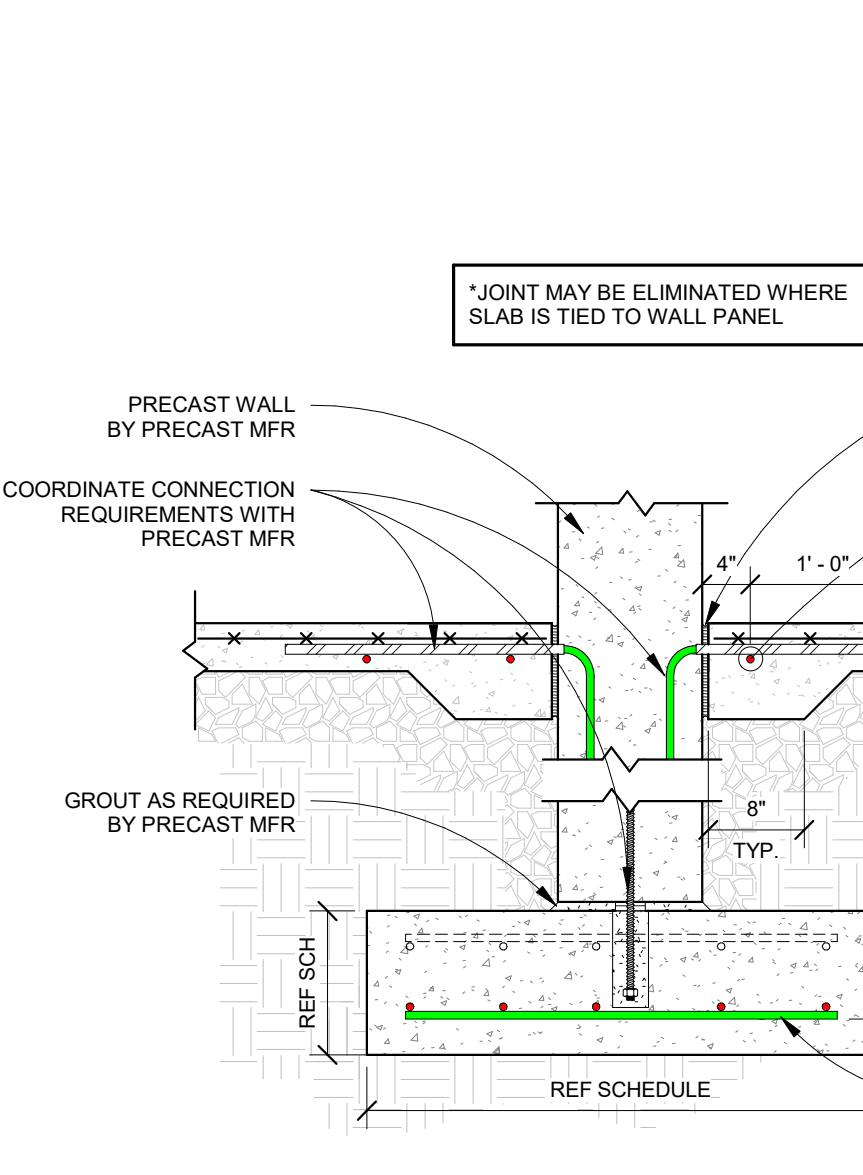 *JOINT MAY BE ELIMINATED WHERE
SLAB IS TIED TO WALL PANEL
PRECAST WALL
BY PRECAST MFR
COORDINATE CONNECTION
REQUIREMENTS WITH
PRECAST MFR
4"
1' - 0"
GROUT AS REQUIRED
BY PRECAST MFR
8"
TYP.
REF SCH
REF SCHEDULE